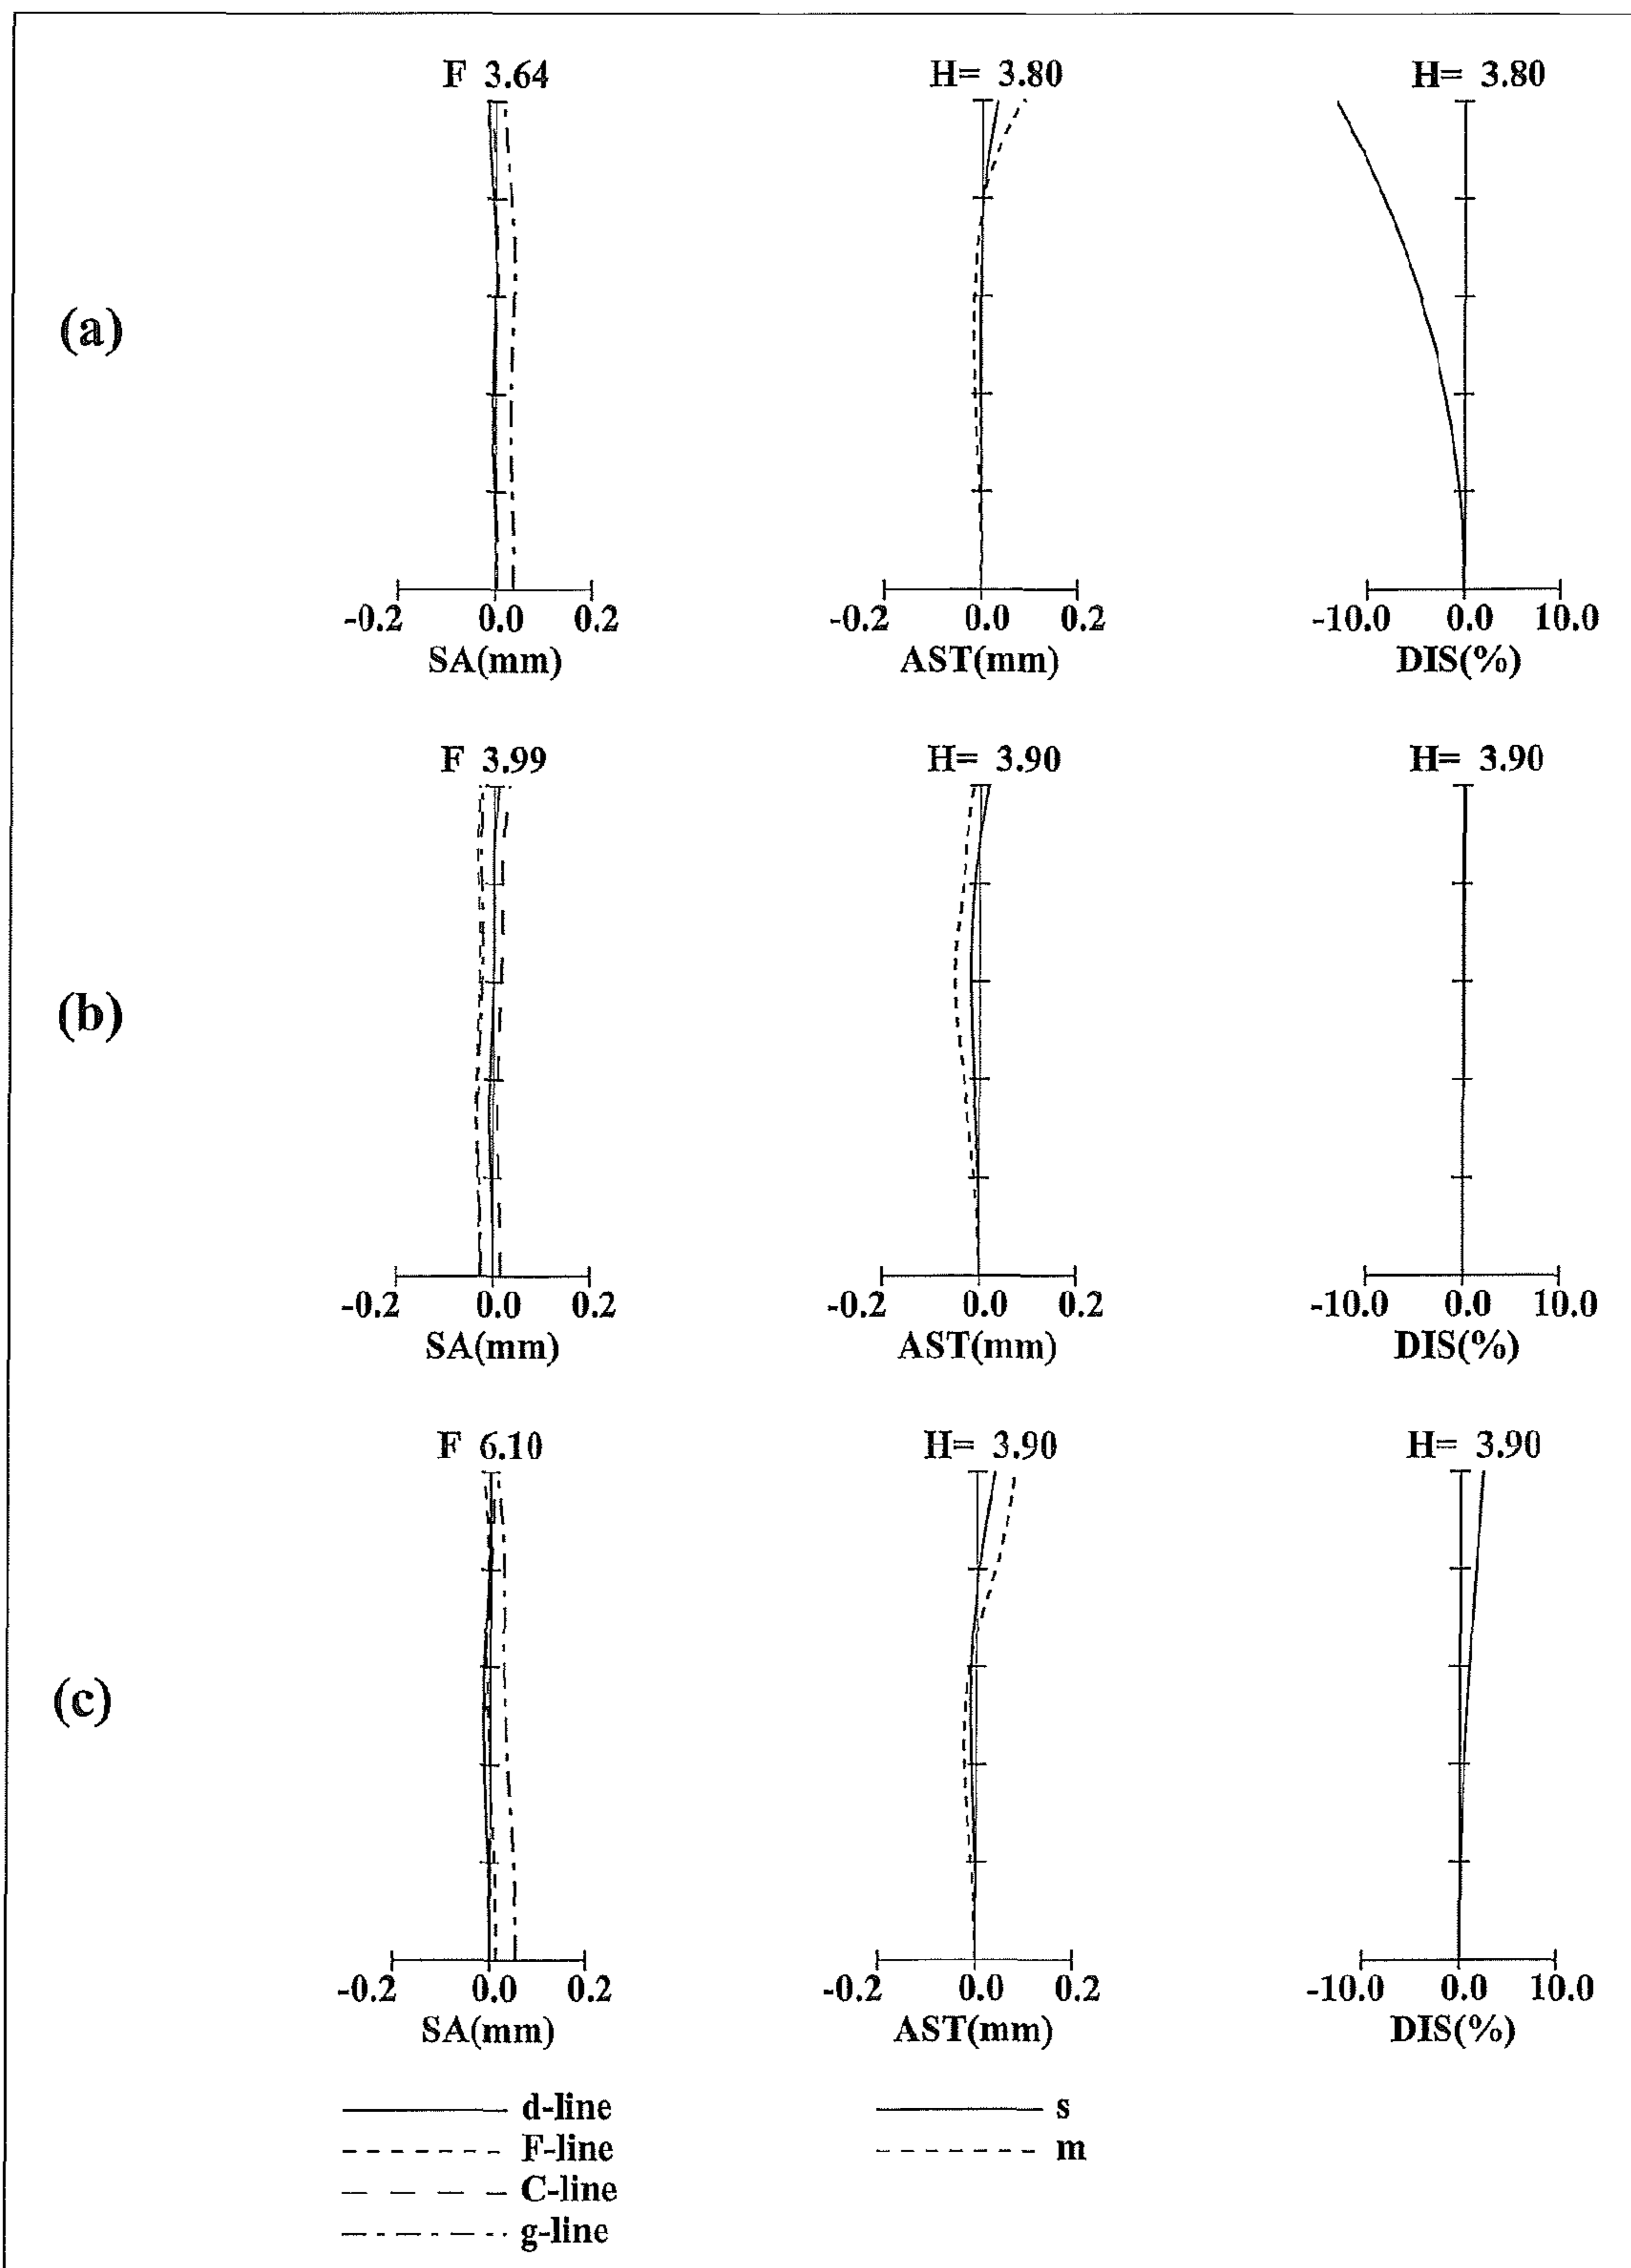 F 3.64 H= 3.80 H= 3.80
(a)
-0.2 0.0 0.2 -0.2 0.0 0.2 -10.0 0.0 10.0
SA(mm) AST(mm) DIS(%)
F 3.99 H= 3.90 H= 3.90
(b)
-0.2 0.0 0.2 -0.2 0.0 0.2 -10.0 0.0 10.0
SA(mm) AST(mm) DIS(%)
F 6.10 H= 3.90 H= 3.90
(c)
-0.2 0.0 0.2 -0.2 0.0 0.2 -10.0 0.0 10.0
SA(mm) AST(mm) DIS(%)
d-line s
F-line m
C-line
g-line